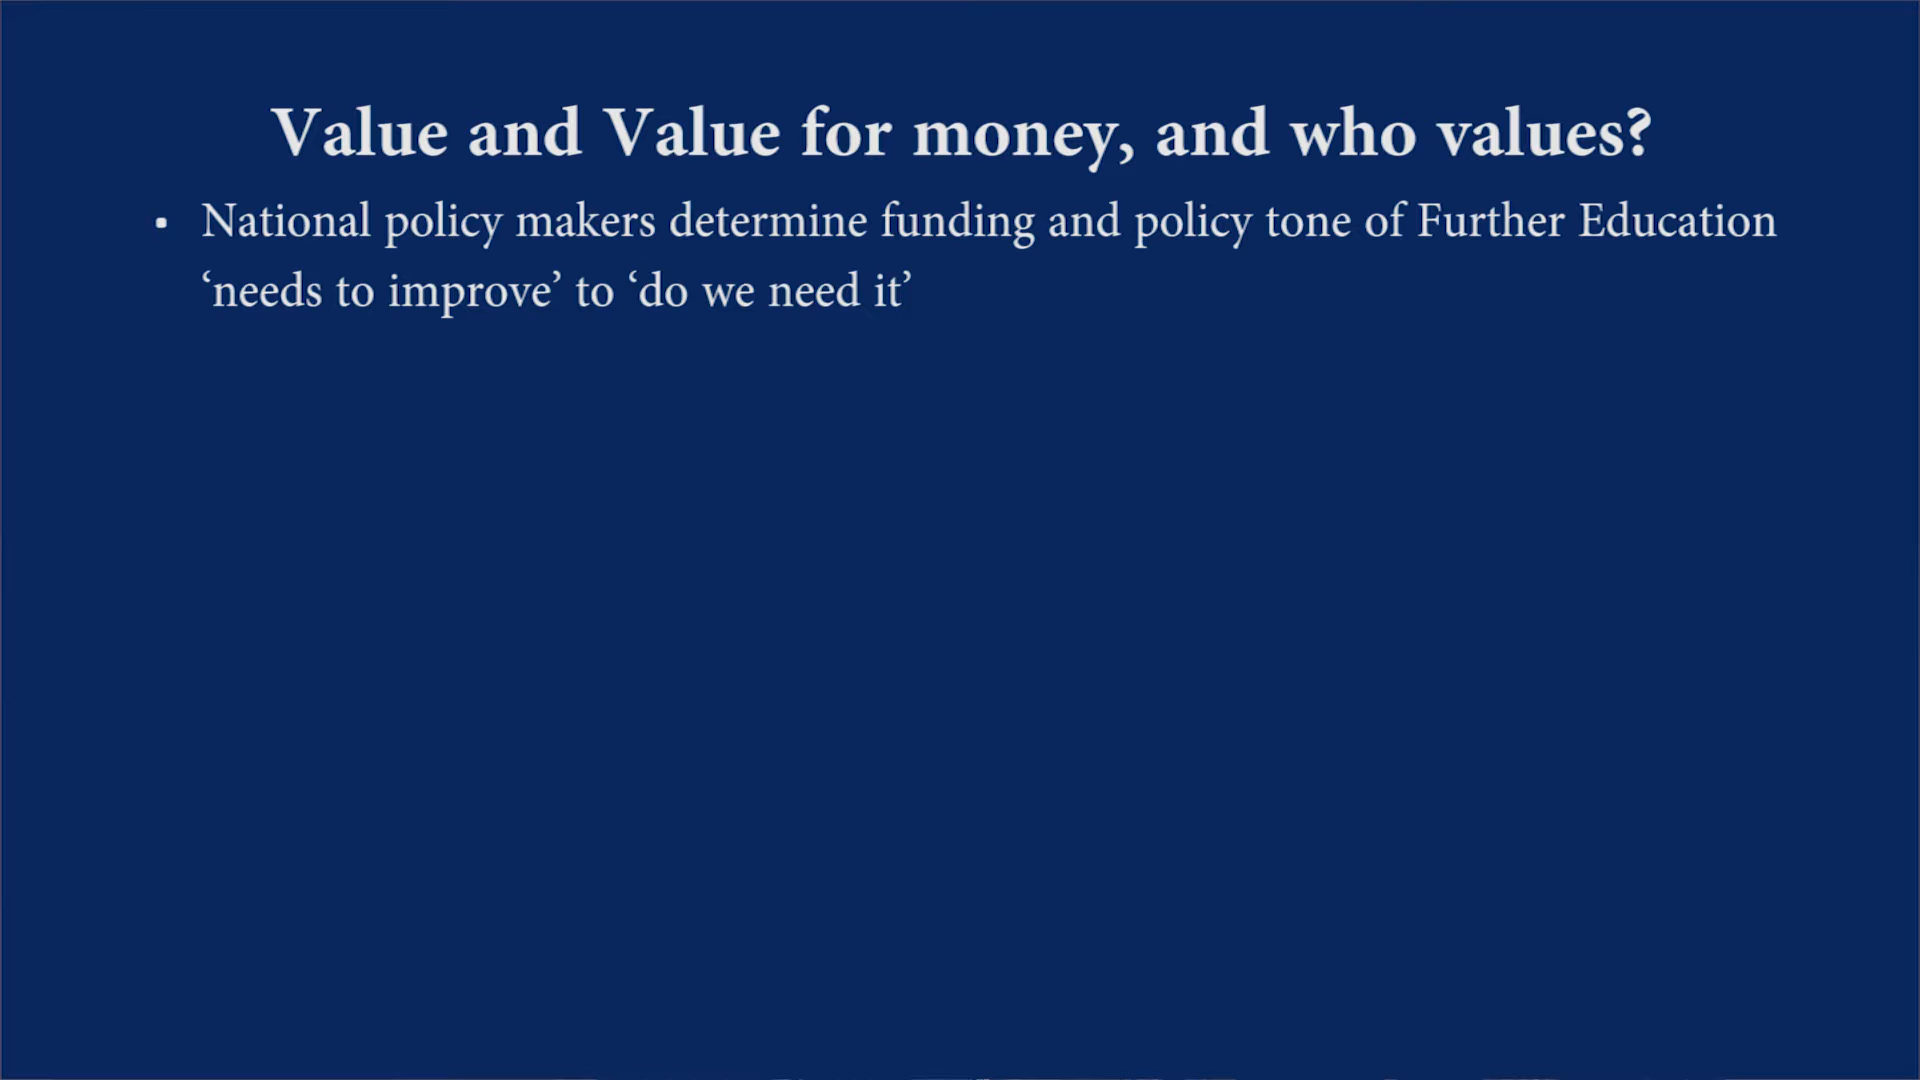 Value and Value for money, and who values?
▪ National policy makers determine funding and policy tone of Further Education
‘needs to improve’ to ‘do we need it’